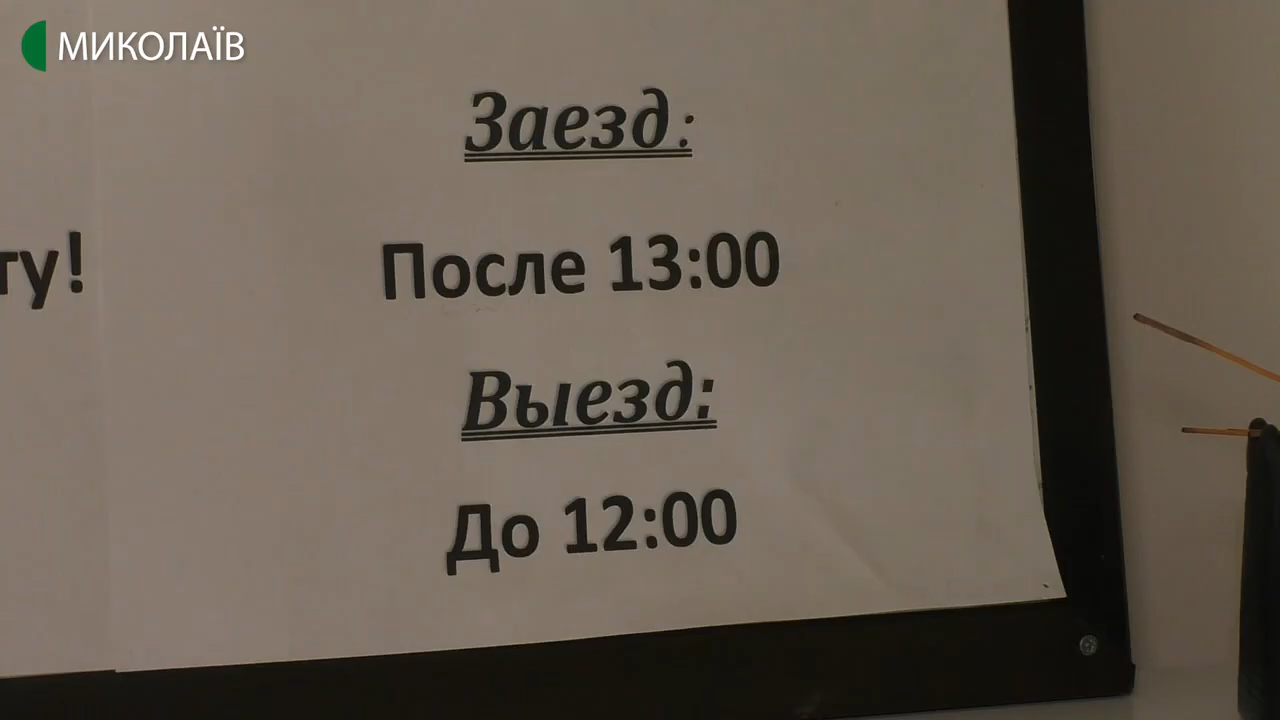 МИКОЛАЇВ
Заезд:
ту!
После 13:00
Выезд:
До 12:00